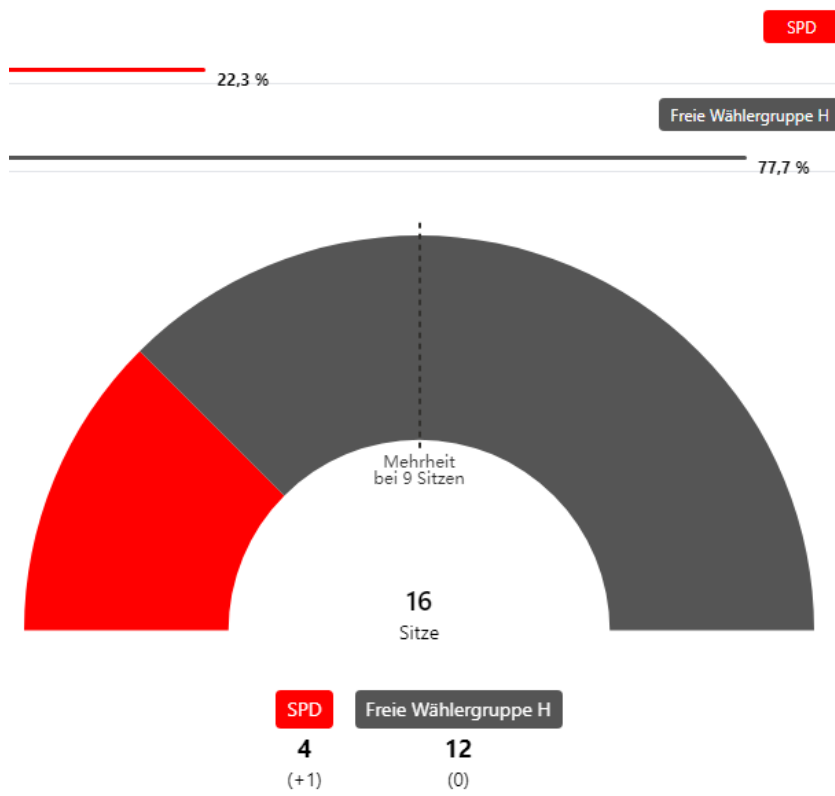 SPD
22,3 %
Freie Wählergruppe H
77,7 %
Mehrheit
bei 9 Sitzen
16
Sitze
SPD Freie Wählergruppe H
4 12
(+1) (0)